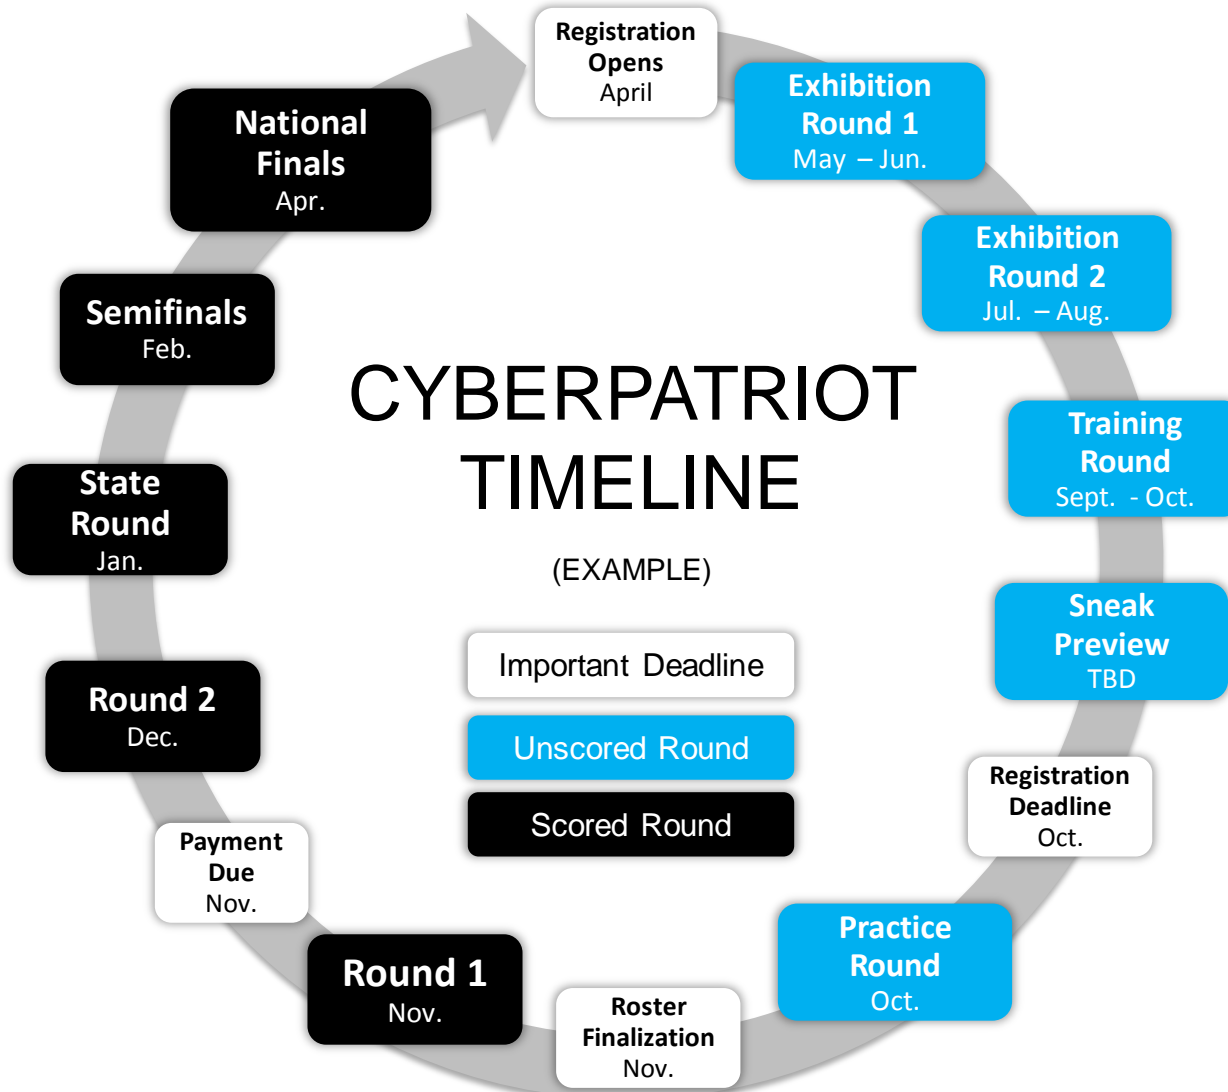 Registration
Opens
April
Exhibition
Round 1
May – Jun.
Exhibition
Round 2
Jul. – Aug.
Training
Round
Sept. - Oct.
Sneak
Preview
TBD
Registration
Deadline
Oct.
Practice
Round
Oct.
Roster
Finalization
Nov.
Round 1
Nov.
Payment
Due
Nov.
Round 2
Dec.
State
Round
Jan.
Semifinals
Feb.
National
Finals
Apr.
CYBERPATRIOT
TIMELINE
(EXAMPLE)
Important Deadline
Unscored Round
Scored Round